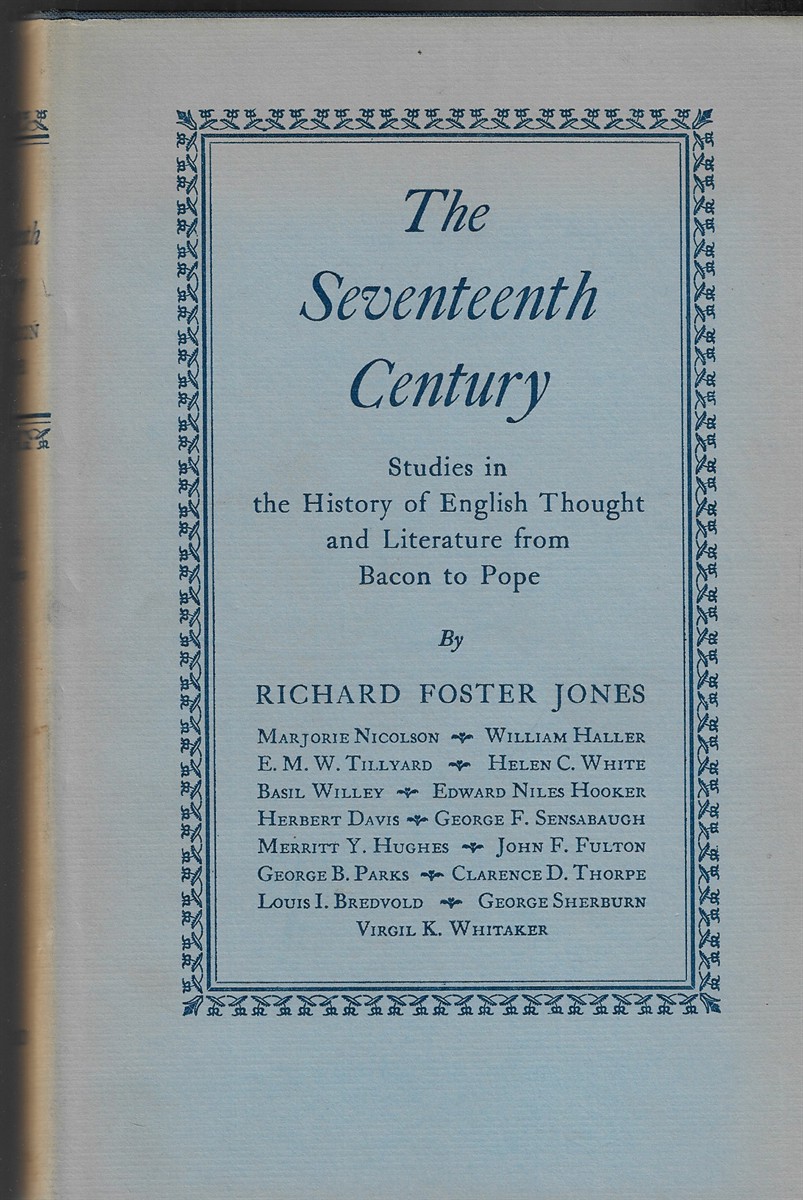 The
Seventeenth
Century
Studies in
the History of English Thought
and Literature from
Bacon to Pope
By
RICHARD FOSTER JONES
MARJORIE NICOLSON WILLIAM HALLER
E. M. W. TILLYARD HELEN C. WHITE
BASIL WILLEY EDWARD NILES HOOKER
HERBERT DAVIS GEORGE F. SENSABAUGH
MERRITT Y. HUGHES JOHN F. FULTON
GEORGE B. PARKS CLARENCE D. THORPE
LOUIS I. BREDVOLD GEORGE SHERBURN
VIRGIL K. WHITAKER